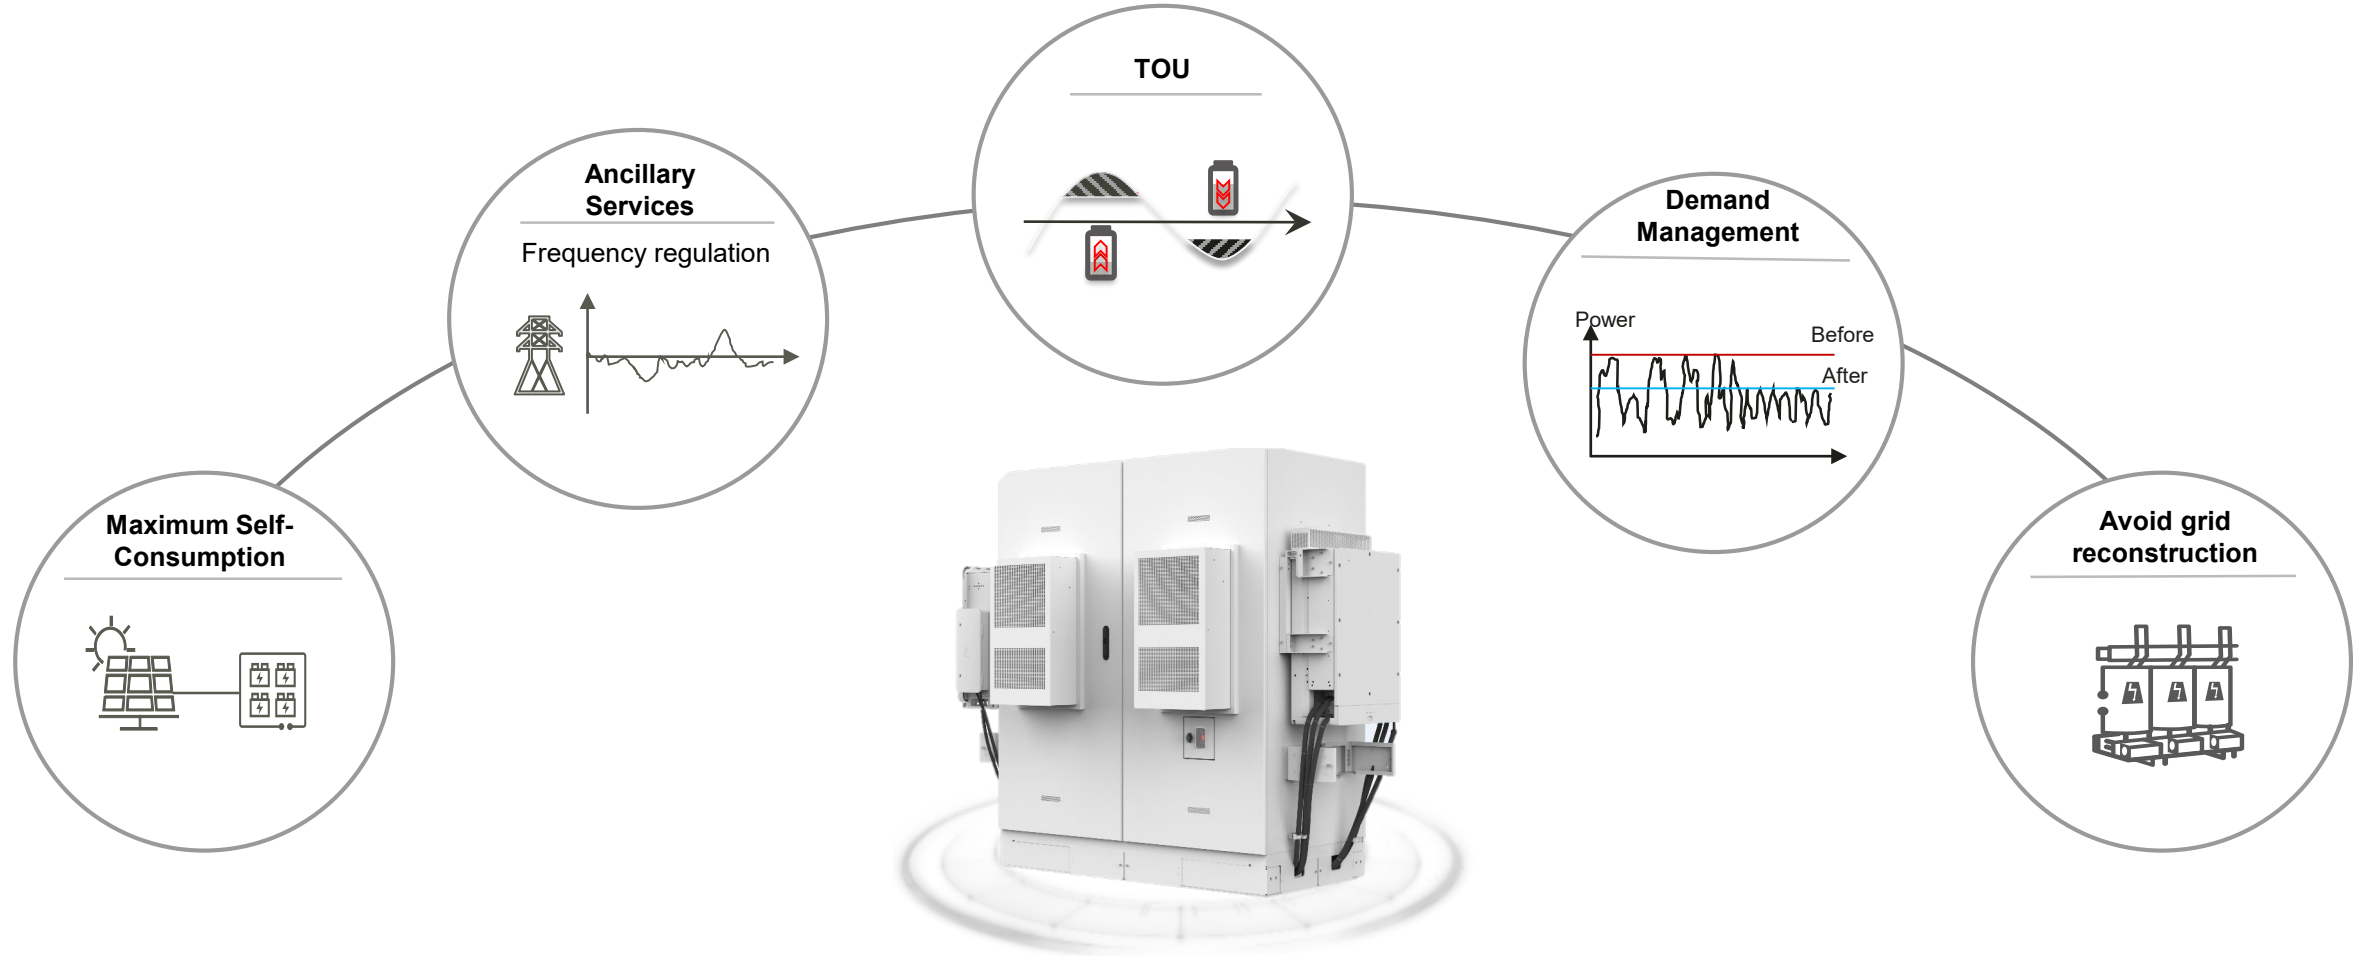 Maximum Self-
Consumption
Ancillary
Services
Frequency regulation
TOU
Demand
Management
Power
Before
After
Avoid grid
reconstruction